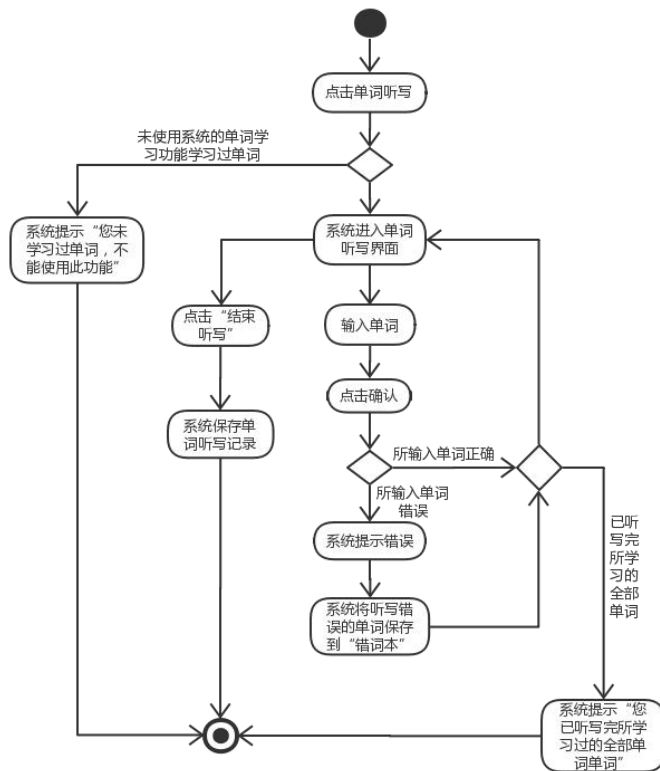 点击单词听写
未使用系统的单词学
习功能学习过单词
系统提示“您未
学习过单词，不
能使用此功能”
系统进入单词
听写界面
点击“结束
听写”
输入单词
点击确认
系统保存单
词听写记录
所输入单词正确
所输入单词
错误
系统提示错误
已听
写完
所学
习的
全部
单词
系统将听写错
误的单词保存
到“错词本”
系统提示“您
已听写完所学
习过的全部单
词单词”